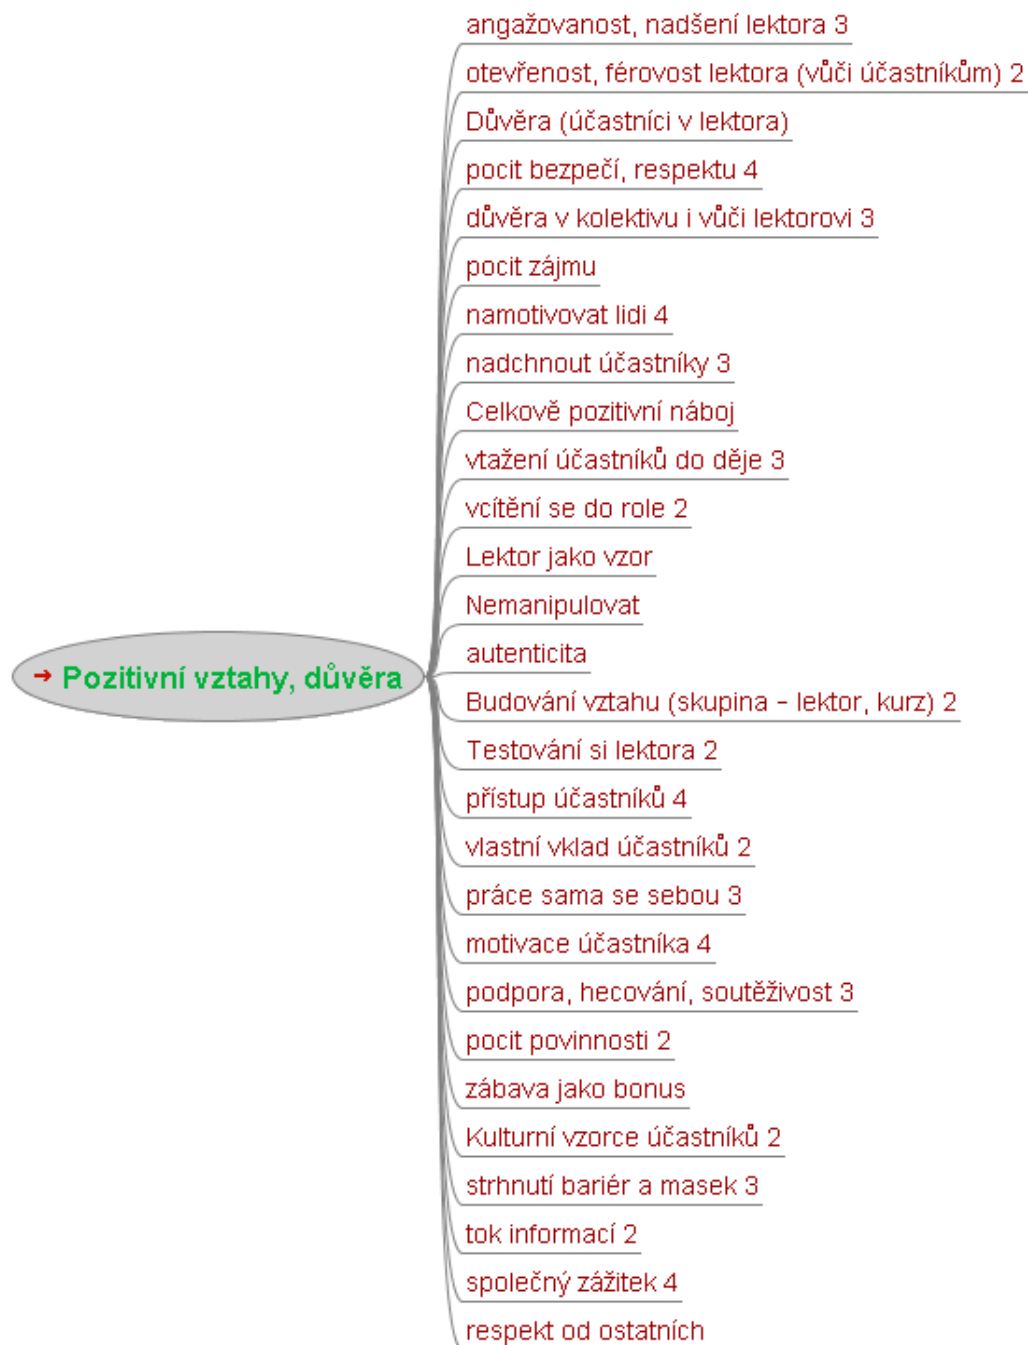 angažovanost, nadšení lektora 3
otevřenost, férovost lektora (vůči účastníkům) 2
Důvěra (účastníci v lektora)
pocit bezpečí, respektu 4
důvěra v kolektivu i vůči lektorovi 3
pocit zájmu
namotivovat lidi 4
nadchnout účastníky 3
Celkově pozitivní náboj
vtažení účastníků do děje 3
vcítění se do role 2
Lektor jako vzor
Nemanipulovat
autenticita
Pozitivní vztahy, důvěra
Budování vztahu (skupina – lektor, kurz) 2
Testování si lektora 2
přístup účastníků 4
vlastní vklad účastníků 2
práce sama se sebou 3
motivace účastníka 4
podpora, hecování, soutěživost 3
pocit povinnosti 2
zábava jako bonus
Kulturní vzorce účastníků 2
strhnutí bariér a masek 3
tok informací 2
společný zážitek 4
respekt od ostatních